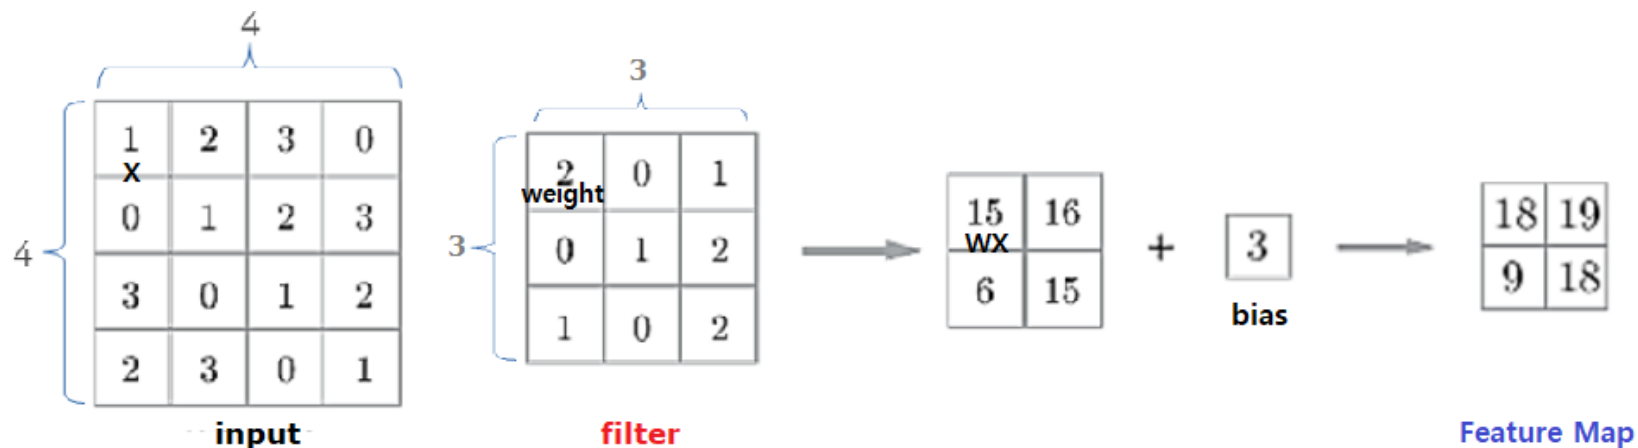 4
4
1 2 3 0
X
0 1 2 3
3 0 1 2
2 3 0 1
input
3
3
2 0 1
weight
0 1 2
1 0 2
filter
15 16
WX
6 15
+
3
bias
18 19
9 18
Feature Map